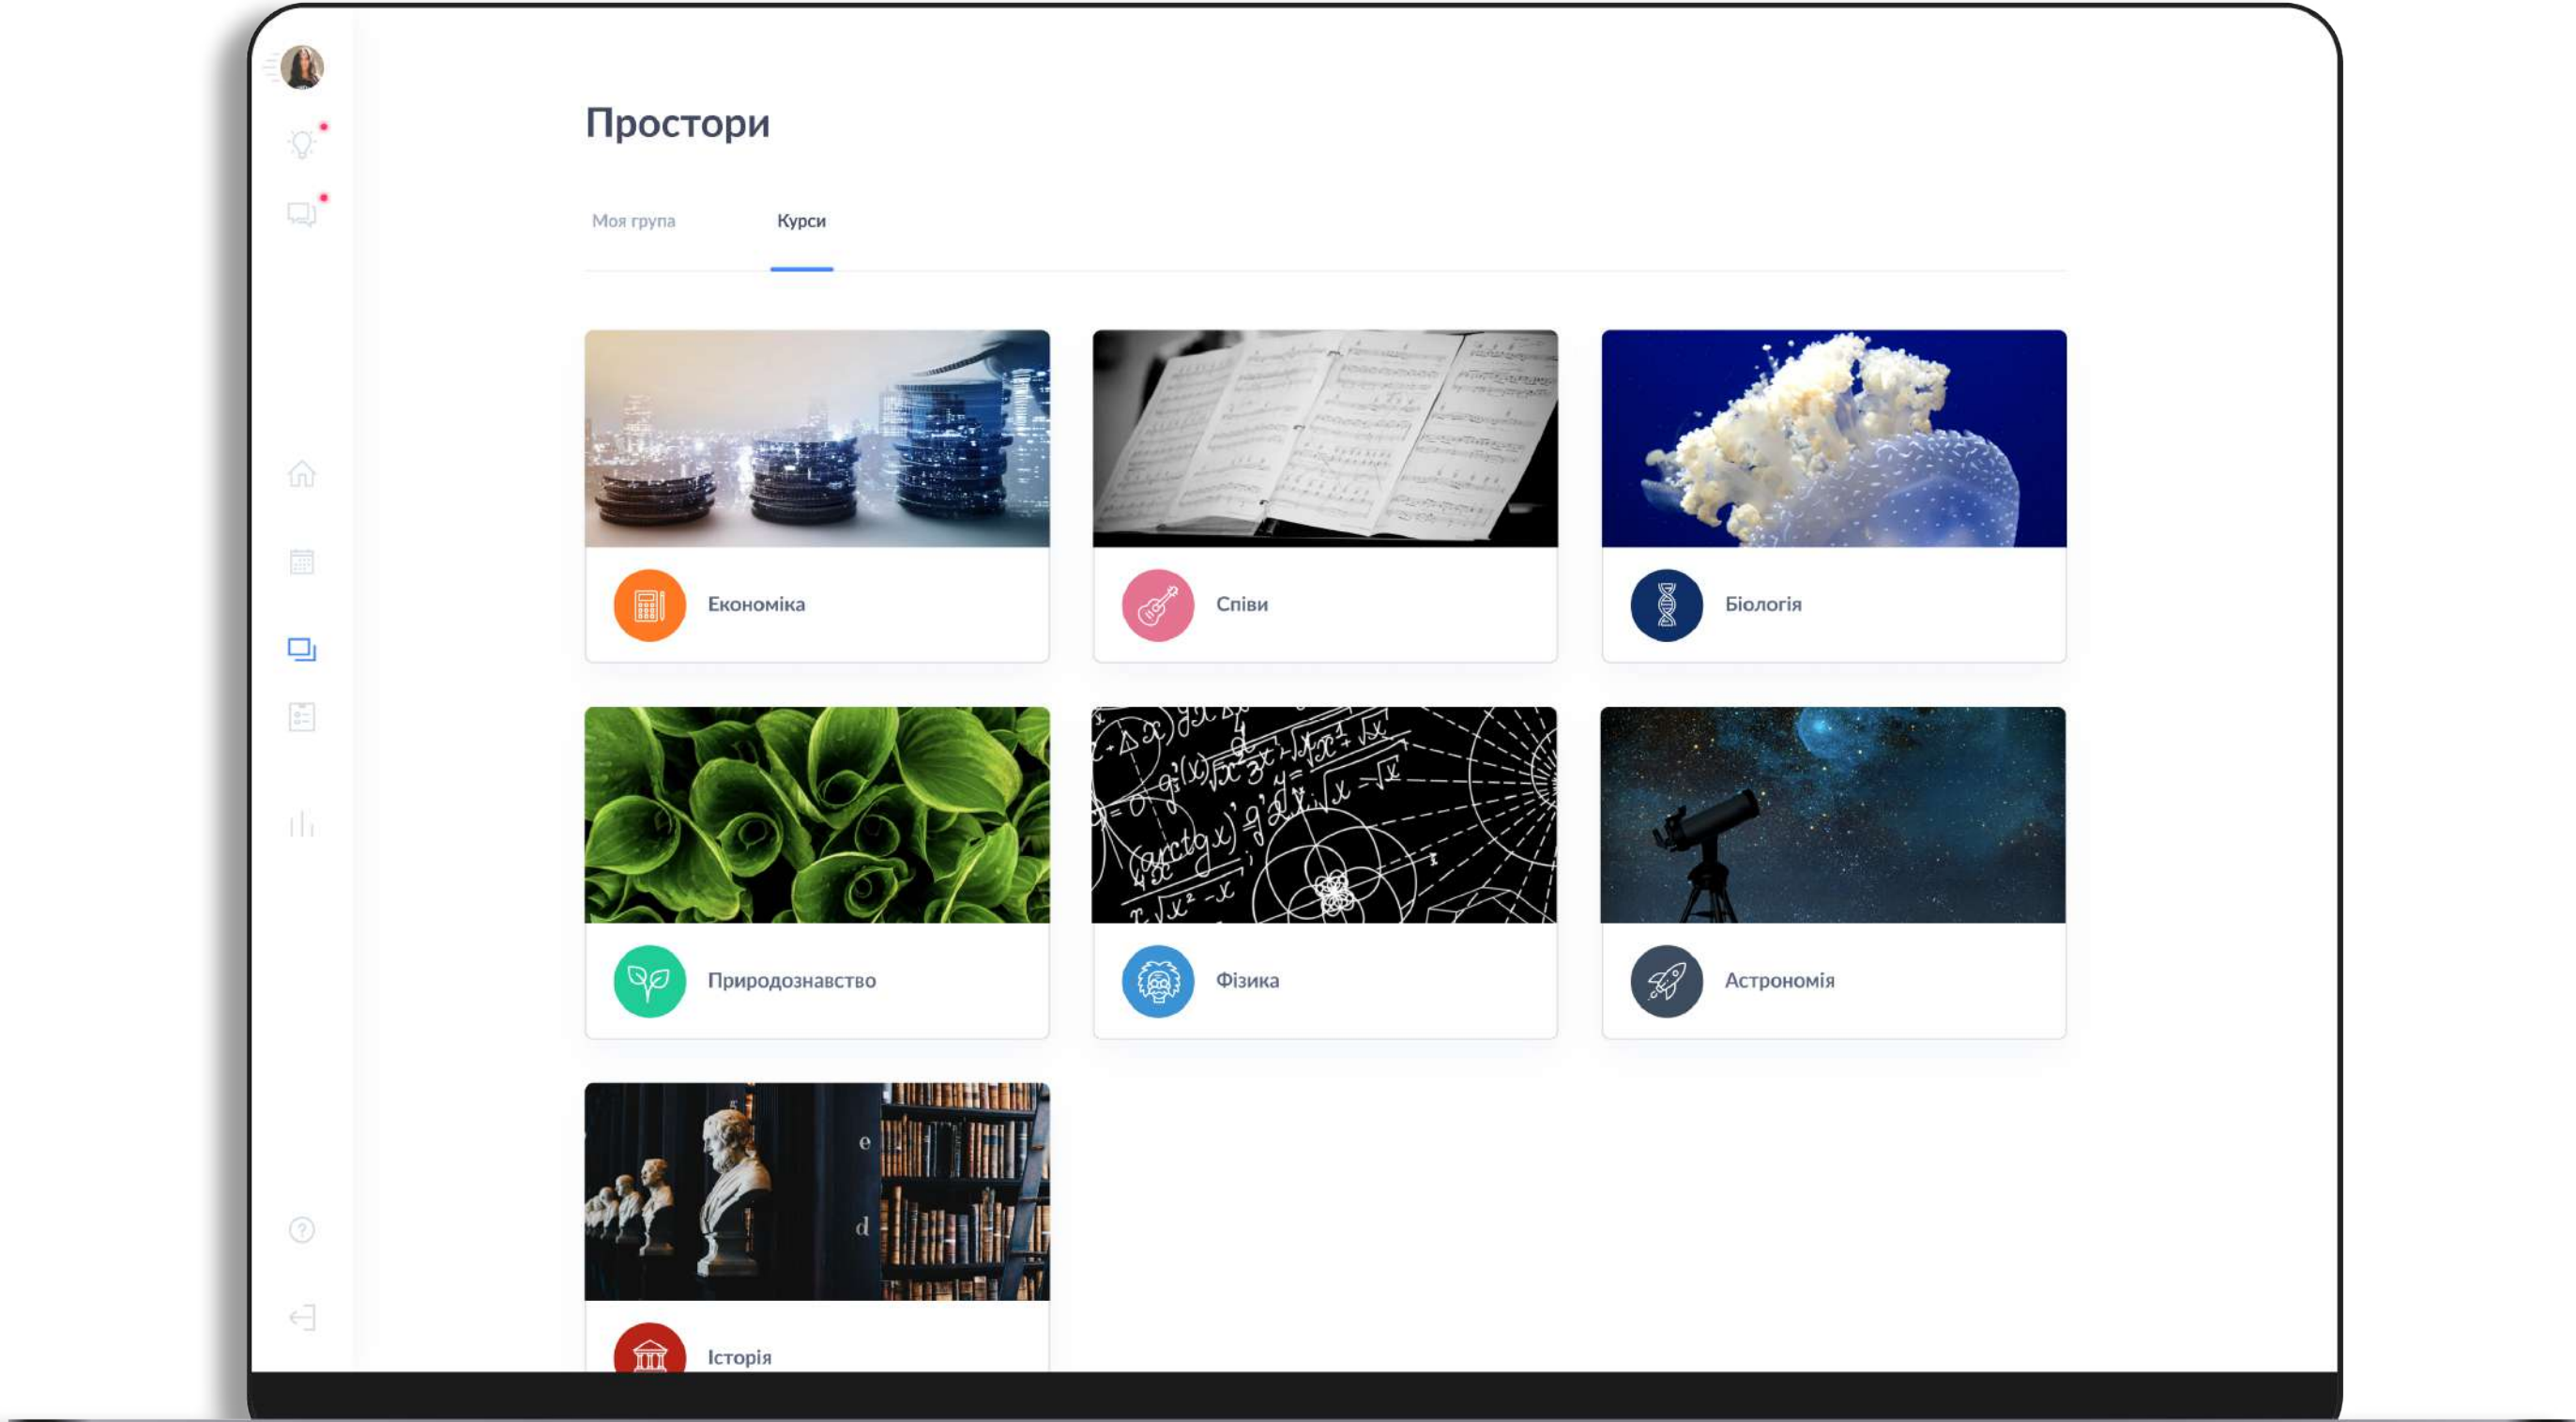 Простори
Моя група
Курси
Економіка
Співи
Біологія
Природознавство
Фізика
Астрономія
e
d
Історія